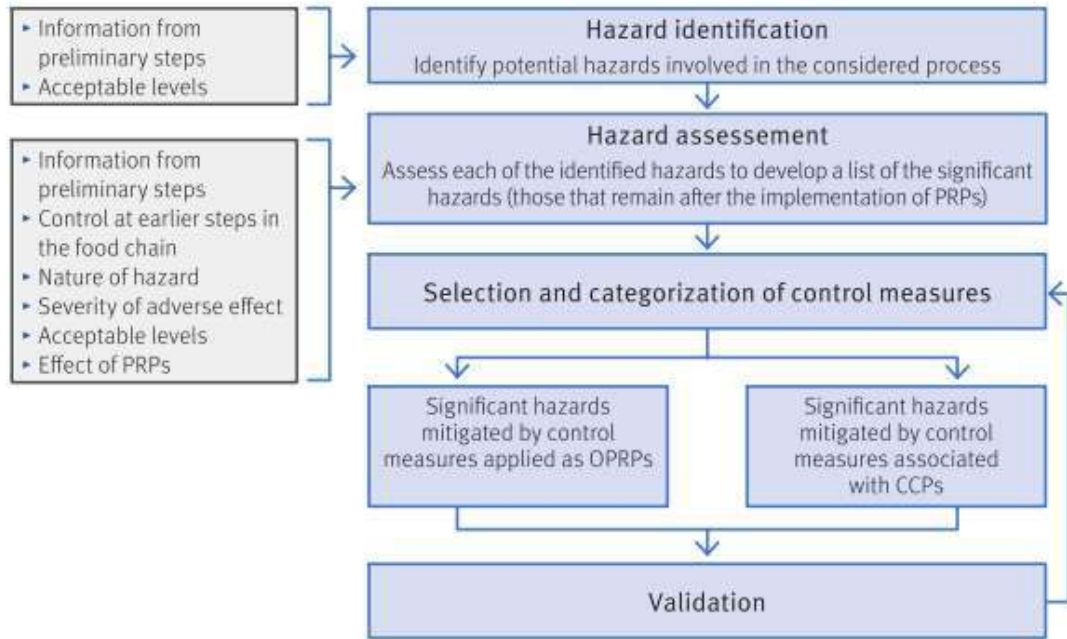 ▸ Information from
preliminary steps
▸ Acceptable levels
Hazard identification
Identify potential hazards involved in the considered process
▸ Information from
preliminary steps
▸ Control at earlier steps in
the food chain
▸ Nature of hazard
▸ Severity of adverse effect
▸ Acceptable levels
▸ Effect of PRPs
Hazard assessement
Assess each of the identified hazards to develop a list of the significant
hazards (those that remain after the implementation of PRPs)
Selection and categorization of control measures
Significant hazards
mitigated by control
measures applied as OPRPs
Significant hazards
mitigated by control
measures associated
with CCPs
Validation